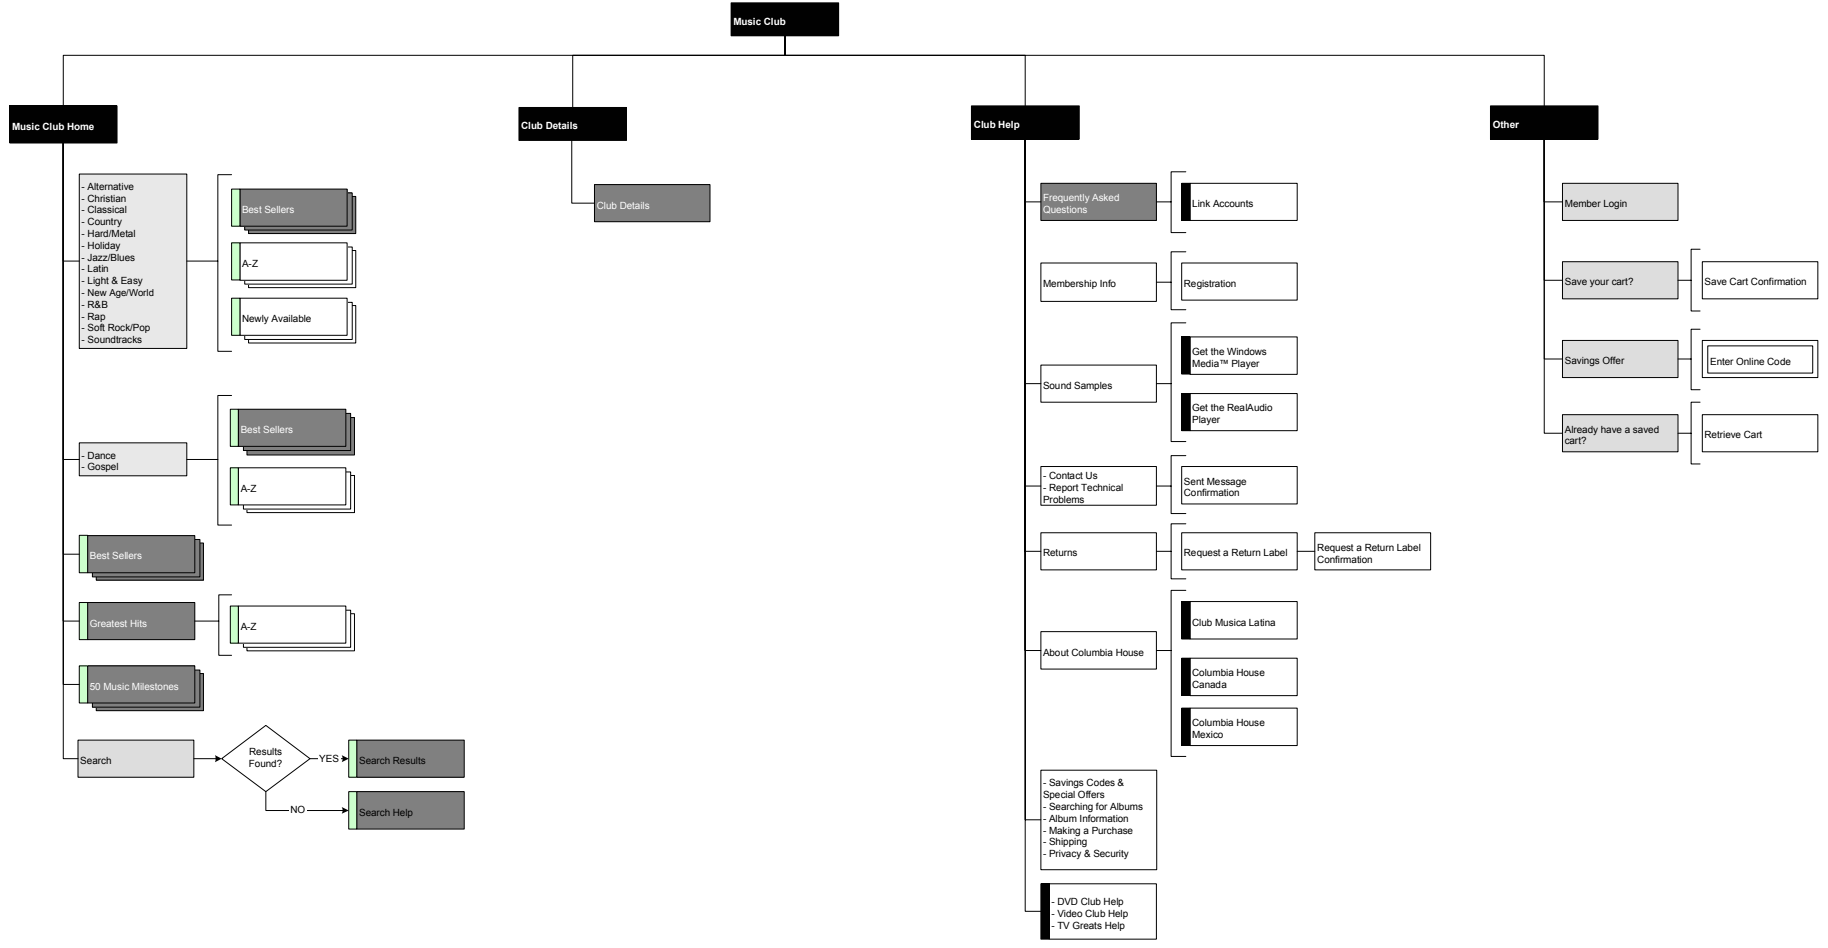 Music Club
Music Club Home
- Alternative
- Christian
- Classical
- Country
- Hard/Metal
- Holiday
- Jazz/Blues
- Latin
- Light & Easy
- New Age/World
- R&B
- Rap
- Soft Rock/Pop
- Soundtracks
Best Sellers
A-Z
Newly Available
- Dance
- Gospel
Best Sellers
A-Z
Best Sellers
Greatest Hits
A-Z
50 Music Milestones
Search
Results
Found?
YES
Search Results
NO
Search Help
Club Details
Club Details
Club Help
Frequently Asked
Questions
Link Accounts
Membership Info
Registration
Sound Samples
Get the Windows
Media™ Player
Get the RealAudio
Player
- Contact Us
- Report Technical
Problems
Sent Message
Confirmation
Returns
Request a Return Label
Request a Return Label
Confirmation
About Columbia House
Club Musica Latina
Columbia House
Canada
Columbia House
Mexico
- Savings Codes &
Special Offers
- Searching for Albums
- Album Information
- Making a Purchase
- Shipping
- Privacy & Security
- DVD Club Help
- Video Club Help
- TV Greats Help
Other
Member Login
Save your cart?
Save Cart Confirmation
Savings Offer
Enter Online Code
Already have a saved
cart?
Retrieve Cart